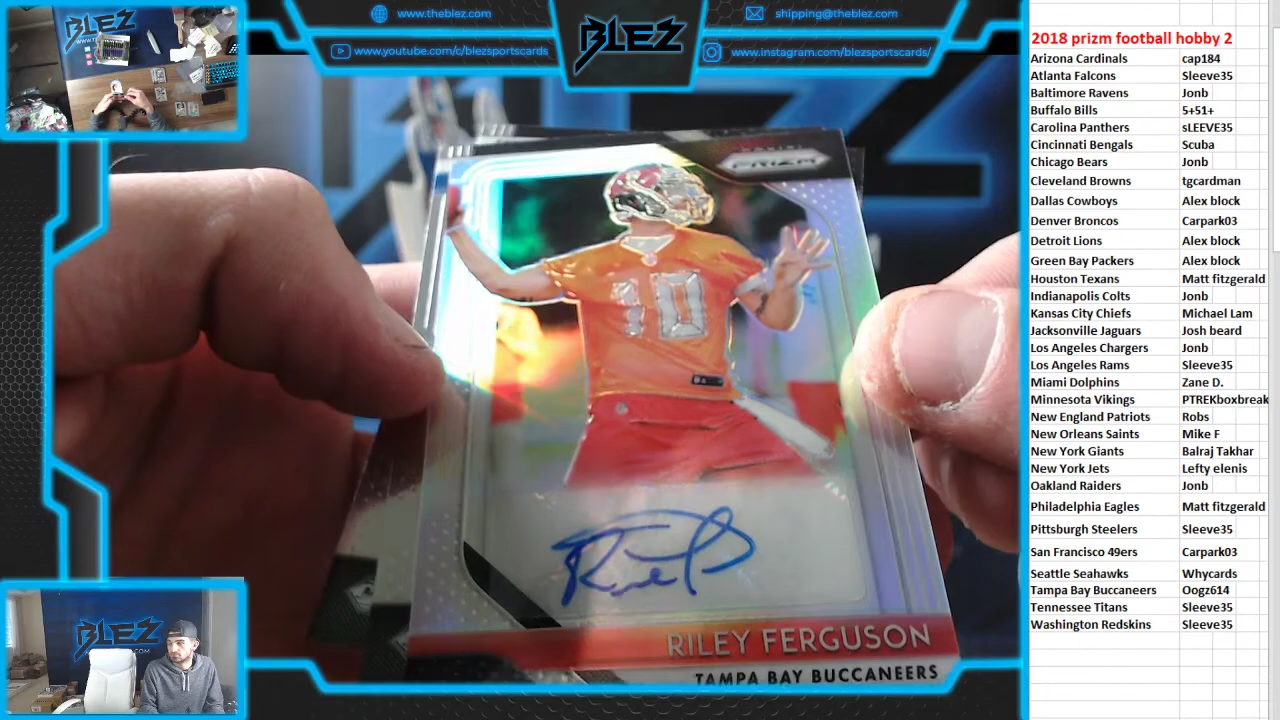 www.theblez.com
www.youtube.com/c/blezsportscards
BLEZ
shipping@theblez.com
www.instagram.com/blezsportscards/
BLEZ
PRIZM
10
RILEY FERGUSON
TAMPA BAY BUCCANEERS
BLEZ
2018 prizm football hobby 2
Arizona Cardinals cap184
Atlanta Falcons Sleeve35
Baltimore Ravens Jonb
Buffalo Bills 5+51+
Carolina Panthers sLEEVE35
Cincinnati Bengals Scuba
Chicago Bears Jonb
Cleveland Browns tgcardman
Dallas Cowboys Alex block
Denver Broncos Carpark03
Detroit Lions Alex block
Green Bay Packers Alex block
Houston Texans Matt fitzgerald
Indianapolis Colts Jonb
Kansas City Chiefs Michael Lam
Jacksonville Jaguars Josh beard
Los Angeles Chargers Jonb
Los Angeles Rams Sleeve35
Miami Dolphins Zane D.
Minnesota Vikings PTREKboxbreak
New England Patriots Robs
New Orleans Saints Mike F
New York Giants Balraj Takhar
New York Jets Lefty elenis
Oakland Raiders Jonb
Philadelphia Eagles Matt fitzgerald
Pittsburgh Steelers Sleeve35
San Francisco 49ers Carpark03
Seattle Seahawks Whycards
Tampa Bay Buccaneers Oogz614
Tennessee Titans Sleeve35
Washington Redskins Sleeve35